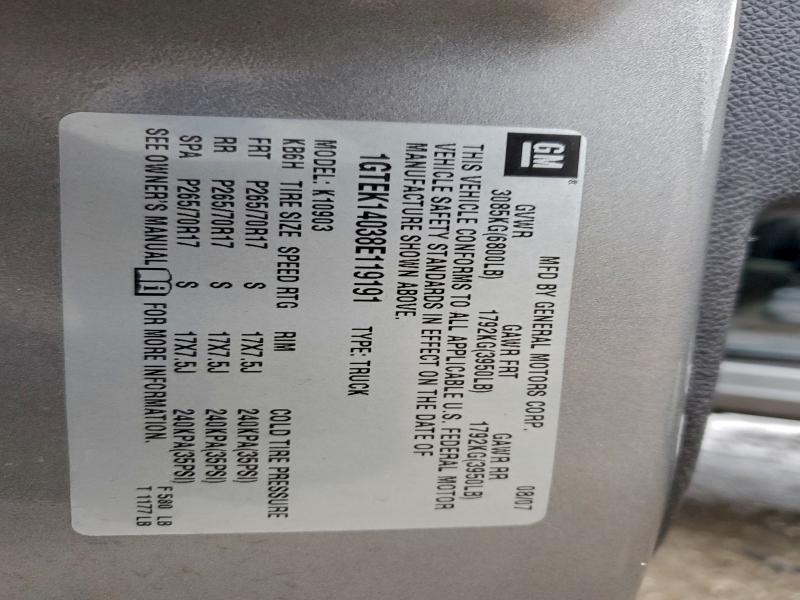 GM®
MFD BY GENERAL MOTORS CORP. 08/07
GVWR GAWR FRT GAWR RR
3085KG(6800LB) 1792KG(3950LB) 1792KG(3950LB)
THIS VEHICLE CONFORMS TO ALL APPLICABLE U.S. FEDERAL MOTOR
VEHICLE SAFETY STANDARDS IN EFFECT ON THE DATE OF
MANUFACTURE SHOWN ABOVE.
1GTEK14038E119191 TYPE: TRUCK
MODEL: K10903
KB6H TIRE SIZE SPEED RTG RIM COLD TIRE PRESSURE
FRT P265/70R17 S 17X7.5J 240KPA(35PSI)
RR P265/70R17 S 17X7.5J 240KPA(35PSI)
SPA P265/70R17 S 17X7.5J 240KPA(35PSI)
SEE OWNER'S MANUAL i FOR MORE INFORMATION.
F 580 LB
T 1177 LB